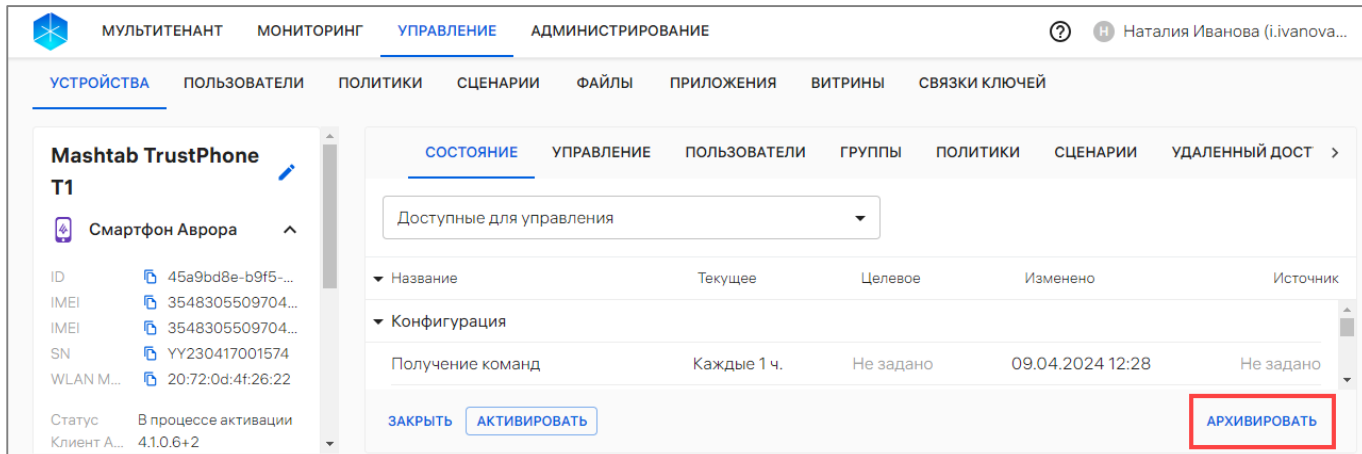 МУЛЬТИТЕНАНТ МОНИТОРИНГ УПРАВЛЕНИЕ АДМИНИСТРИРОВАНИЕ ? Н Наталия Иванова (i.ivanova...
УСТРОЙСТВА ПОЛЬЗОВАТЕЛИ ПОЛИТИКИ СЦЕНАРИИ ФАЙЛЫ ПРИЛОЖЕНИЯ ВИТРИНЫ СВЯЗКИ КЛЮЧЕЙ
Mashtab TrustPhone
T1
Смартфон Аврора
ID 45a9bd8e-b9f5-...
IMEI 3548305509704...
IMEI 3548305509704...
SN YY230417001574
WLAN M... 20:72:0d:4f:26:22
Статус В процессе активации
Клиент А... 4.1.0.6+2
СОСТОЯНИЕ УПРАВЛЕНИЕ ПОЛЬЗОВАТЕЛИ ГРУППЫ ПОЛИТИКИ СЦЕНАРИИ УДАЛЕННЫЙ ДОСТ
Доступные для управления
Название Текущее Целевое Изменено Источник
Конфигурация
Получение команд Каждые 1 ч. Не задано 09.04.2024 12:28 Не задано
ЗАКРЫТЬ АКТИВИРОВАТЬ АРХИВИРОВАТЬ